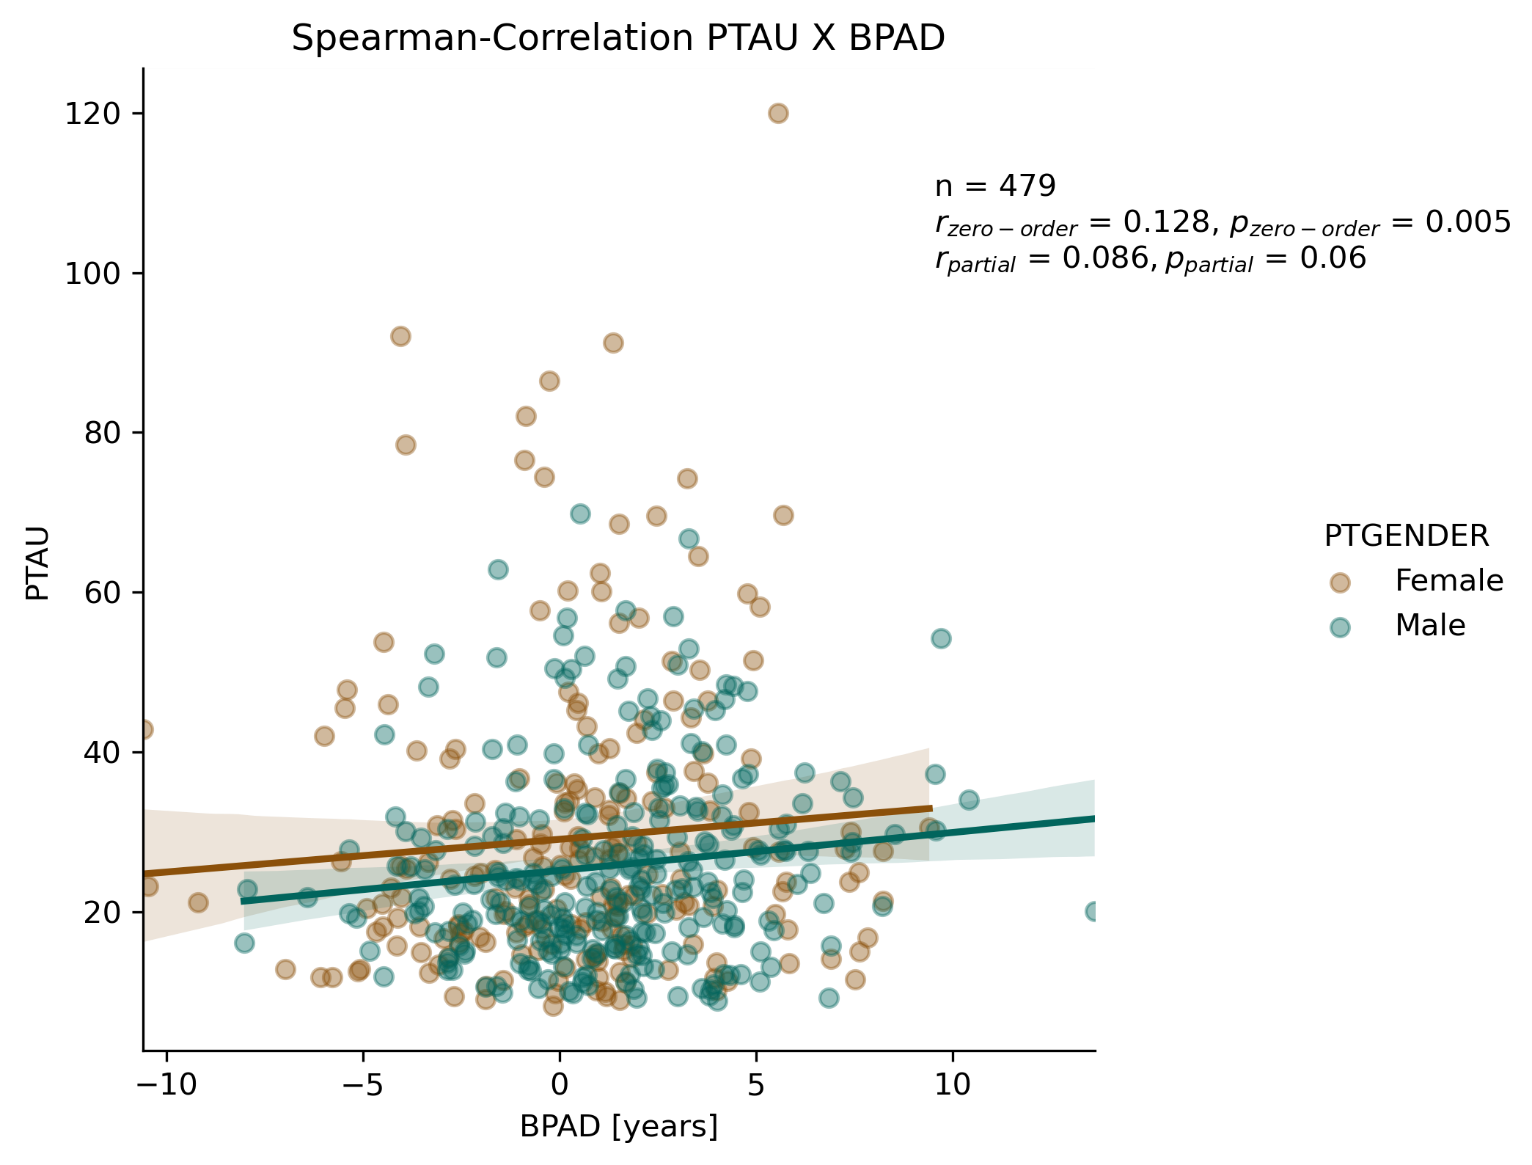 Spearman-Correlation PTAU X BPAD
120
100
80
60
40
20
PTAU
n = 479
r_zero−order = 0.128, p_zero−order = 0.005
r_partial = 0.086, p_partial = 0.06
PTGENDER
Female
Male
−10 −5 0 5 10
BPAD [years]